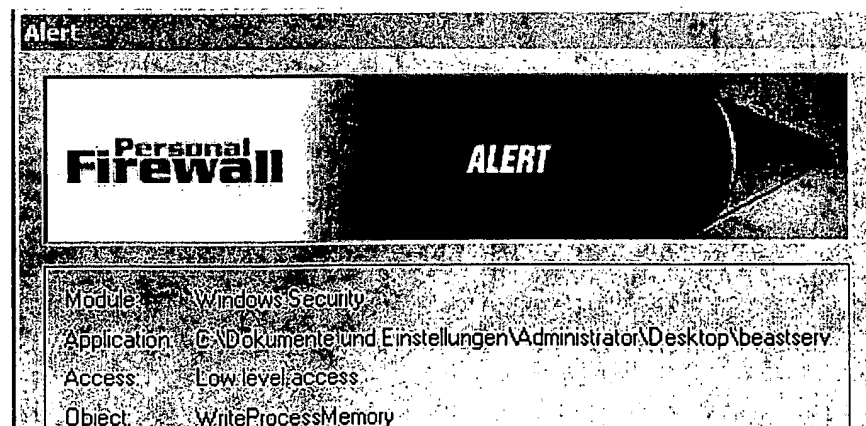 Alert
Personal
Firewall
ALERT
Module: Windows Security
Application: C:\Dokumente und Einstellungen\Administrator\Desktop\beastserv
Access: Low level access
Object: WriteProcessMemory